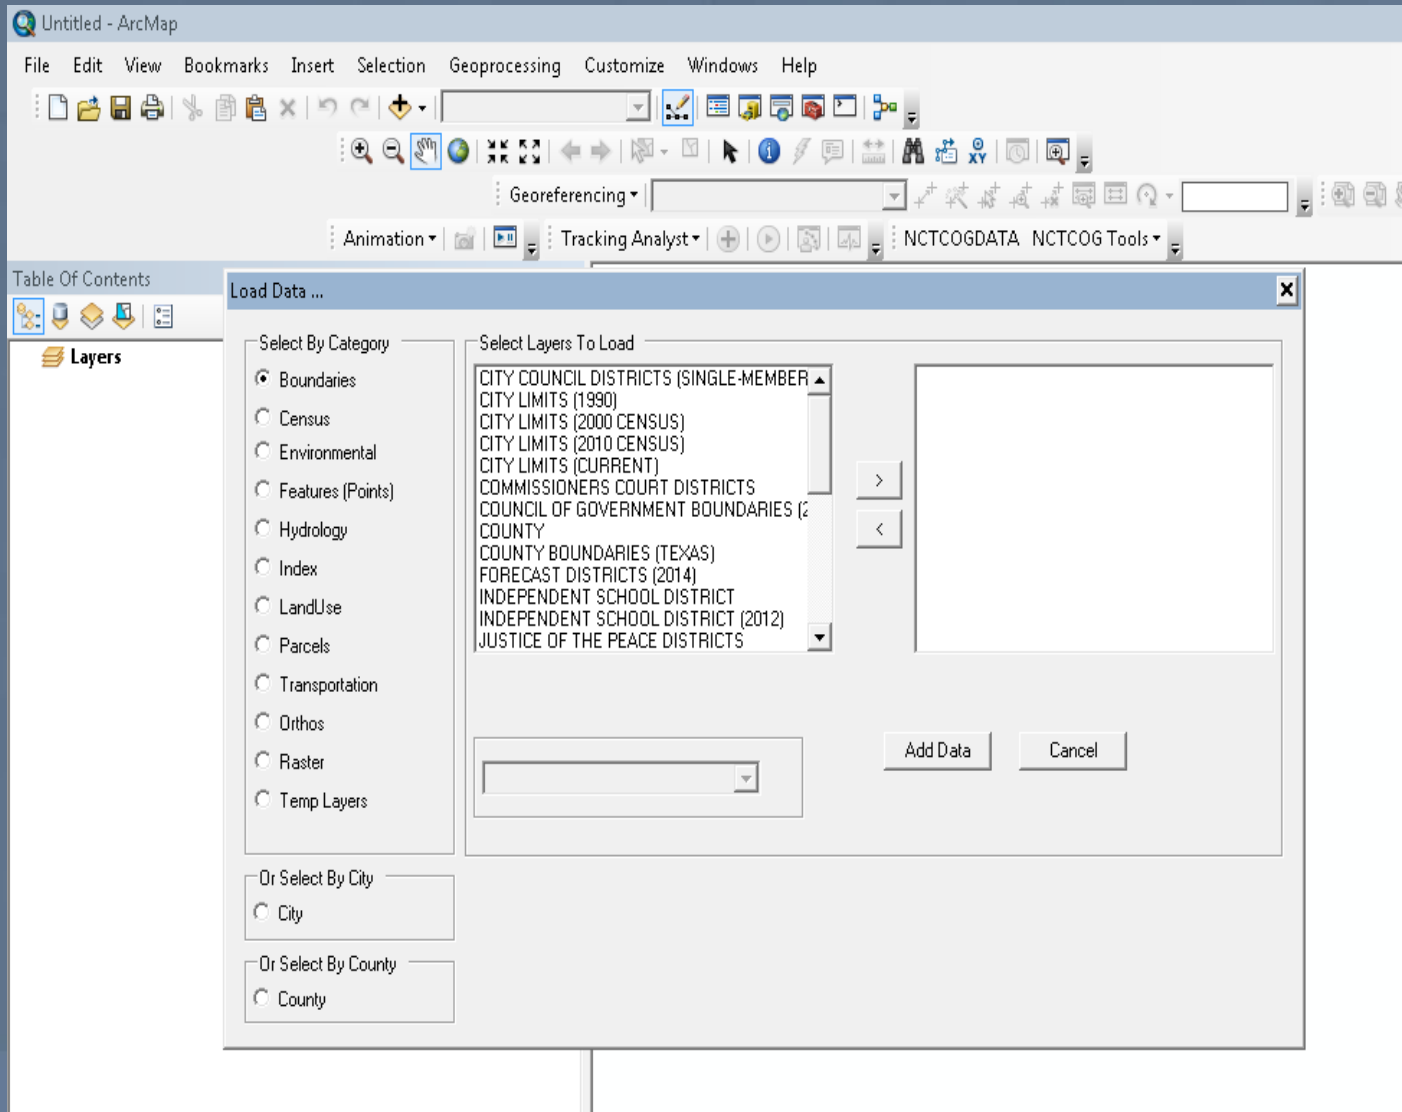 Untitled - ArcMap
File Edit View Bookmarks Insert Selection Geoprocessing Customize Windows Help
XY
Georeferencing
Animation Tracking Analyst NCTCOGDATA NCTCOG Tools
Table Of Contents
Layers
Load Data ...
Select By Category
Boundaries
Census
Environmental
Features (Points)
Hydrology
Index
LandUse
Parcels
Transportation
Orthos
Raster
Temp Layers
Or Select By City
City
Or Select By County
County
Select Layers To Load
CITY COUNCIL DISTRICTS (SINGLE-MEMBER
CITY LIMITS (1990)
CITY LIMITS (2000 CENSUS)
CITY LIMITS (2010 CENSUS)
CITY LIMITS (CURRENT)
COMMISSIONERS COURT DISTRICTS
COUNCIL OF GOVERNMENT BOUNDARIES (2
COUNTY
COUNTY BOUNDARIES (TEXAS)
FORECAST DISTRICTS (2014)
INDEPENDENT SCHOOL DISTRICT
INDEPENDENT SCHOOL DISTRICT (2012)
JUSTICE OF THE PEACE DISTRICTS
>
<
Add Data Cancel